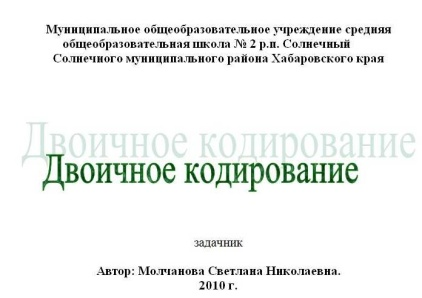 Муниципальное общеобразовательное учреждение средняя
общеобразовательная школа № 2 р.п. Солнечный
Солнечного муниципального района Хабаровского края
Двоичное кодирование
Двоичное кодирование
задачник
Автор: Молчанова Светлана Николаевна.
2010 г.